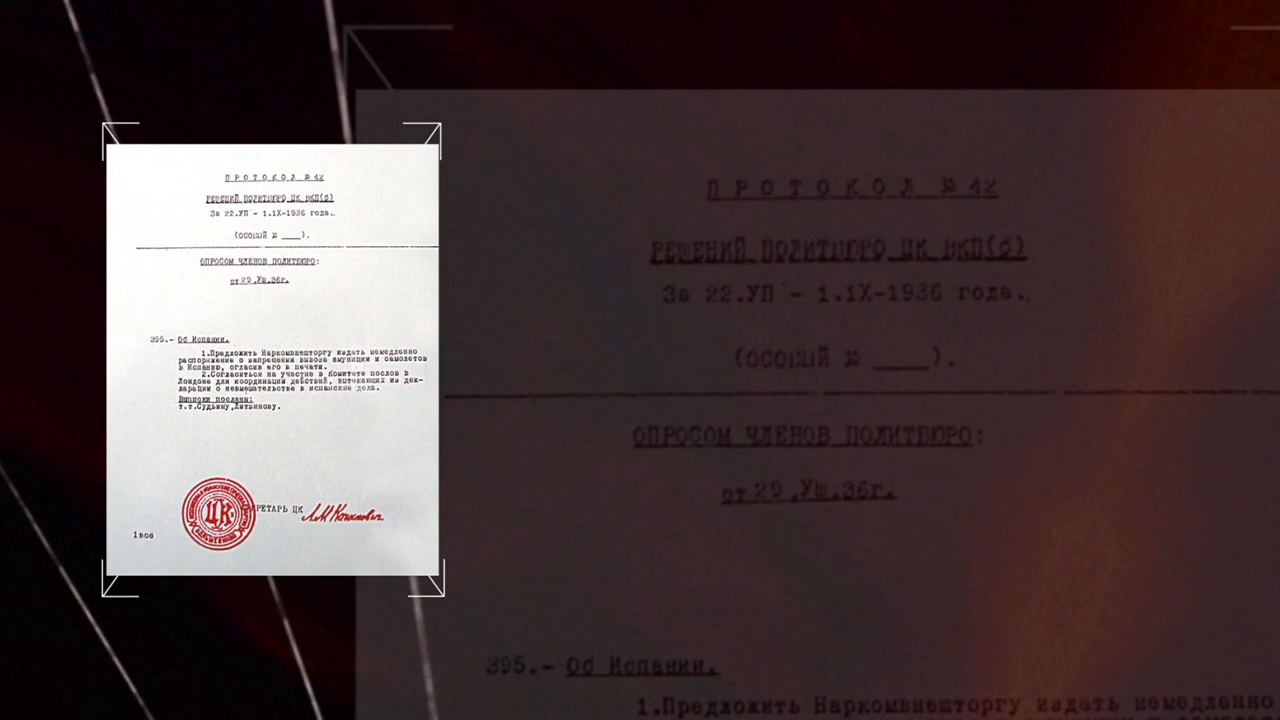 ПРОТОКОЛ № 42
РЕШЕНИЙ ПОЛИТБЮРО ЦК ВКП(б)
За 22.УП - 1.1Х-1936 года.
(ОСОБЫЙ № ____).
ОПРОСОМ ЧЛЕНОВ ПОЛИТБЮРО:
от 29.Уш.36г.
395.- Об Испании.
1.Предложить Наркомвнешторгу издать немедленно
распоряжение о запрещении вывоза амуниции и самолетов
в Испанию, огласив его в печати.
2.Согласиться на участие в Комитете послов в
Лондоне для координации действий, вытекающих из дек-
ларации о невмешательстве в испанские дела.
Выписки посланы:
т.т.Судьину,Литвинову.
ЦК
РЕТАРЬ ЦК
1вов
ПРОТОКОЛ № 42
РЕШЕНИЙ ПОЛИТБЮРО ЦК ВКП(б)
За 22.УП - 1.1Х-1936 года.
(ОСОБЫЙ № ____).
ОПРОСОМ ЧЛЕНОВ ПОЛИТБЮРО:
от 29.Уш.36г.
395.- Об Испании.
1.Предложить Наркомвнешторгу издать немедленно